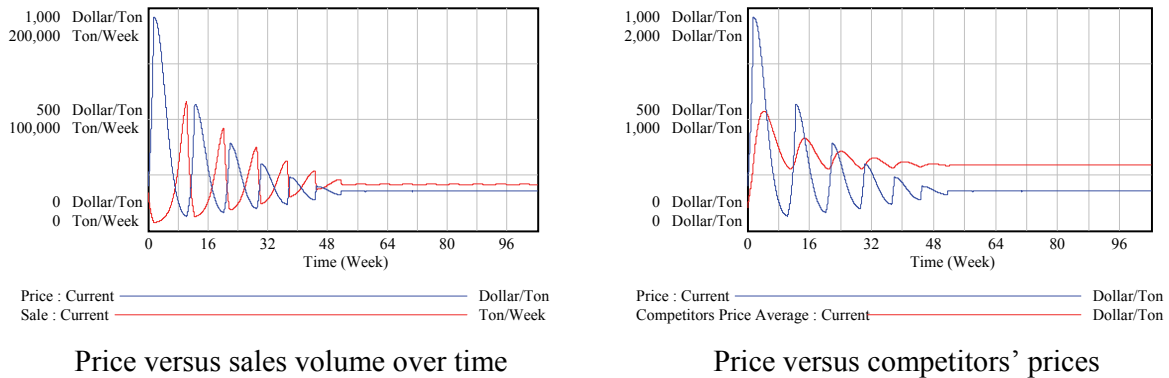 1,000 Dollar/Ton
200,000 Ton/Week
500 Dollar/Ton
100,000 Ton/Week
0 Dollar/Ton
0 Ton/Week
0 16 32 48 64 80 96
Time (Week)
Price : Current Dollar/Ton
Sale : Current Ton/Week
Price versus sales volume over time
1,000 Dollar/Ton
2,000 Dollar/Ton
500 Dollar/Ton
1,000 Dollar/Ton
0 Dollar/Ton
0 Dollar/Ton
0 16 32 48 64 80 96
Time (Week)
Price : Current Dollar/Ton
Competitors Price Average : Current Dollar/Ton
Price versus competitors’ prices